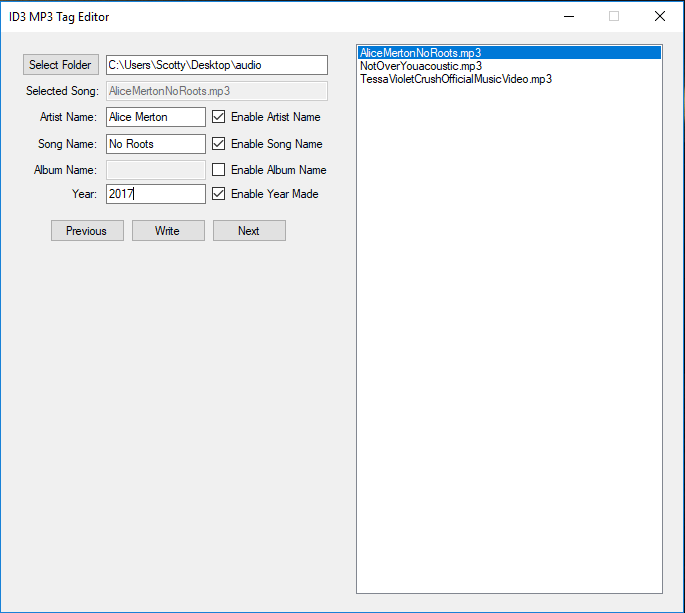 ID3 MP3 Tag Editor
Select Folder C:\Users\Scotty\Desktop\audio
Selected Song: AliceMertonNoRoots.mp3
Artist Name: Alice Merton Enable Artist Name
Song Name: No Roots Enable Song Name
Album Name: Enable Album Name
Year: 2017 Enable Year Made
Previous Write Next
AliceMertonNoRoots.mp3
NotOverYouacoustic.mp3
TessaVioletCrushOfficialMusicVideo.mp3